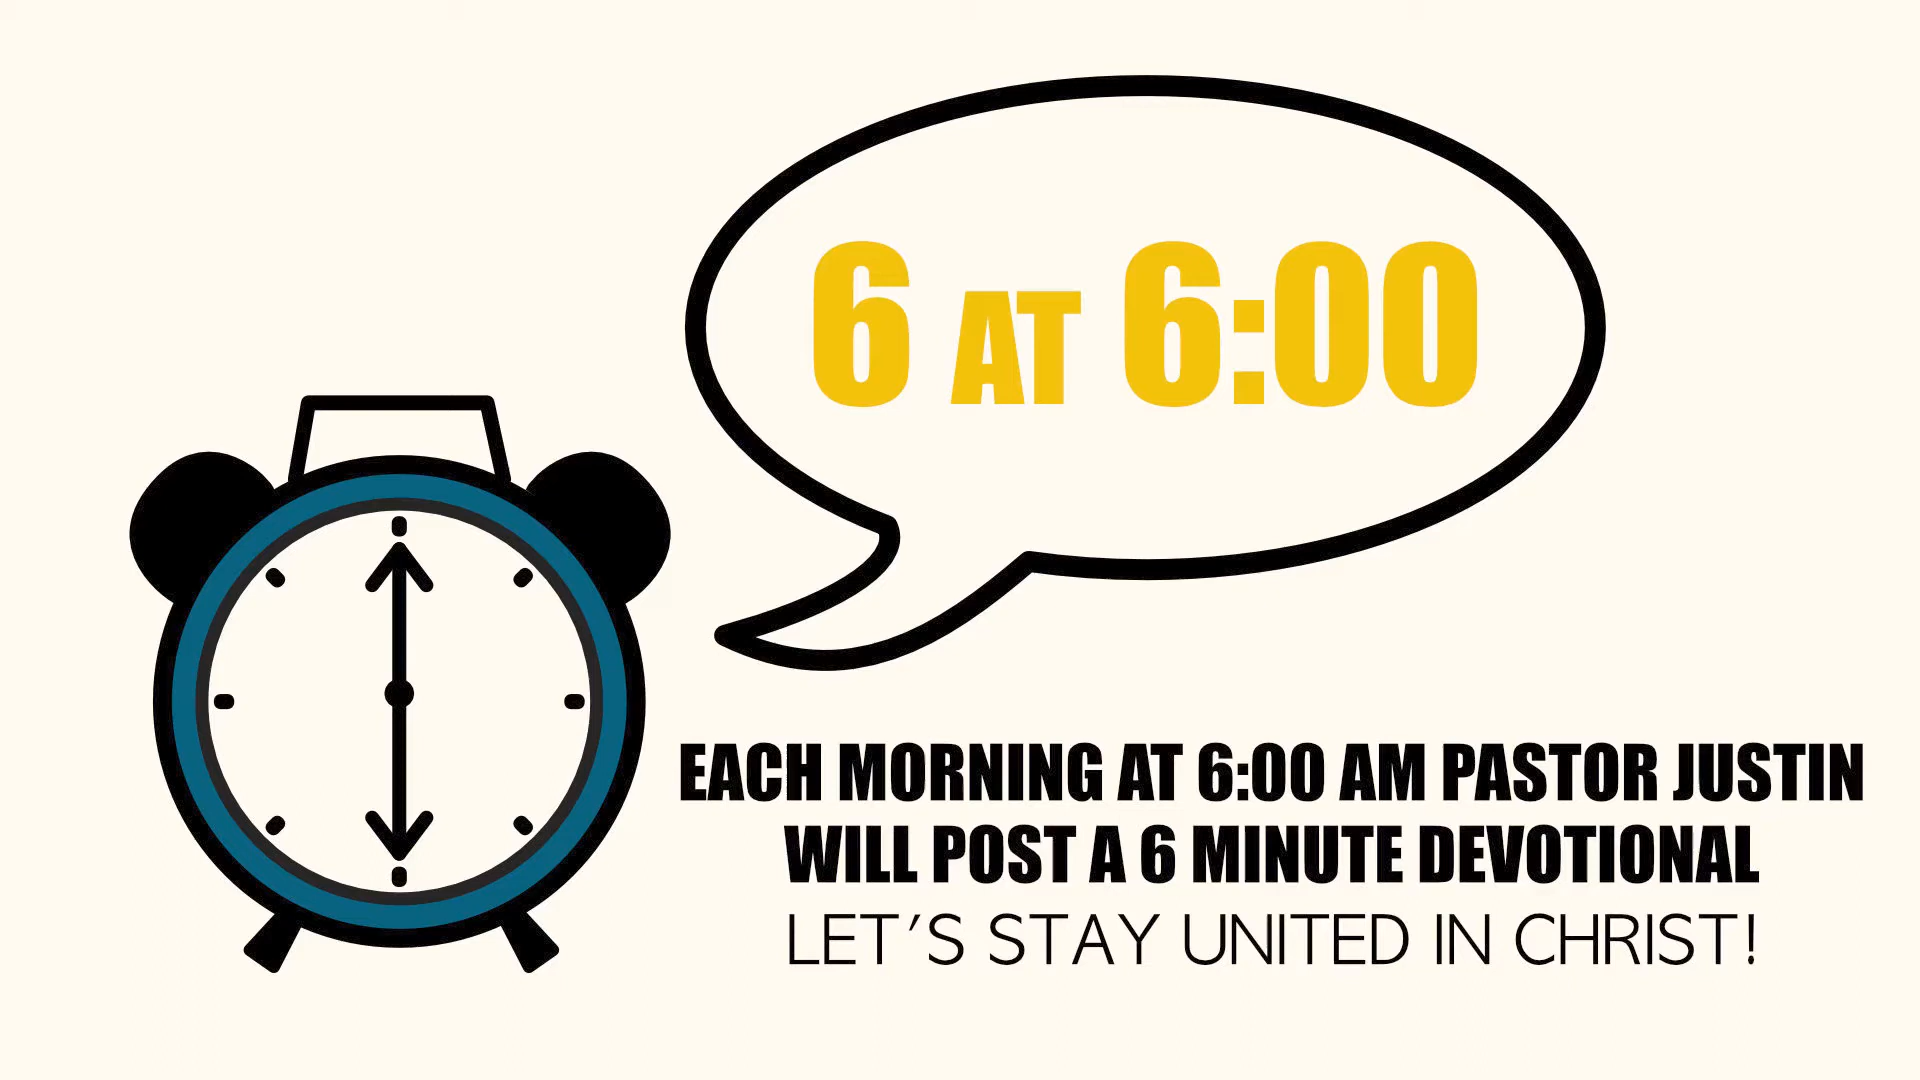 6 AT 6:00
EACH MORNING AT 6:00 AM PASTOR JUSTIN
WILL POST A 6 MINUTE DEVOTIONAL
LET'S STAY UNITED IN CHRIST!